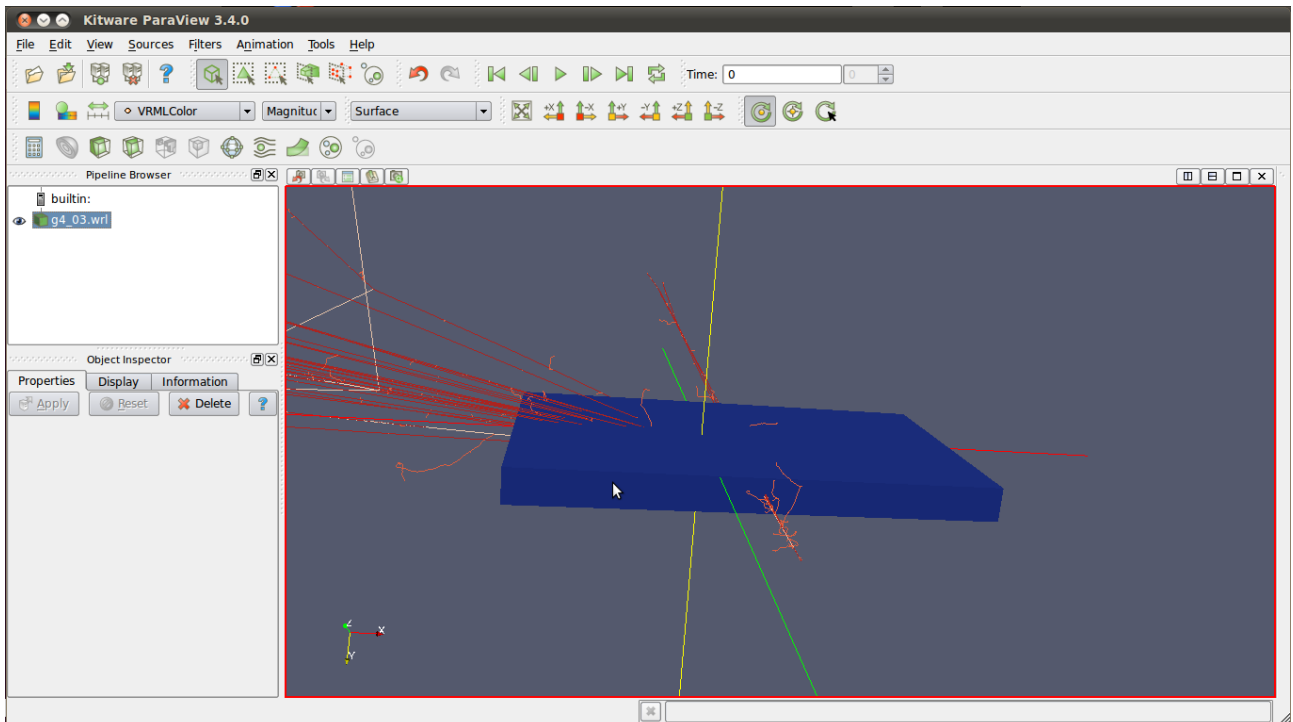 Kitware ParaView 3.4.0
File Edit View Sources Filters Animation Tools Help
Time: 0 0
VRMLColor Magnituc Surface +X -X +Y -Y +Z -Z
Pipeline Browser
builtin:
g4_03.wrl
Object Inspector
Properties Display Information
Apply Reset Delete ?
Z X
Y